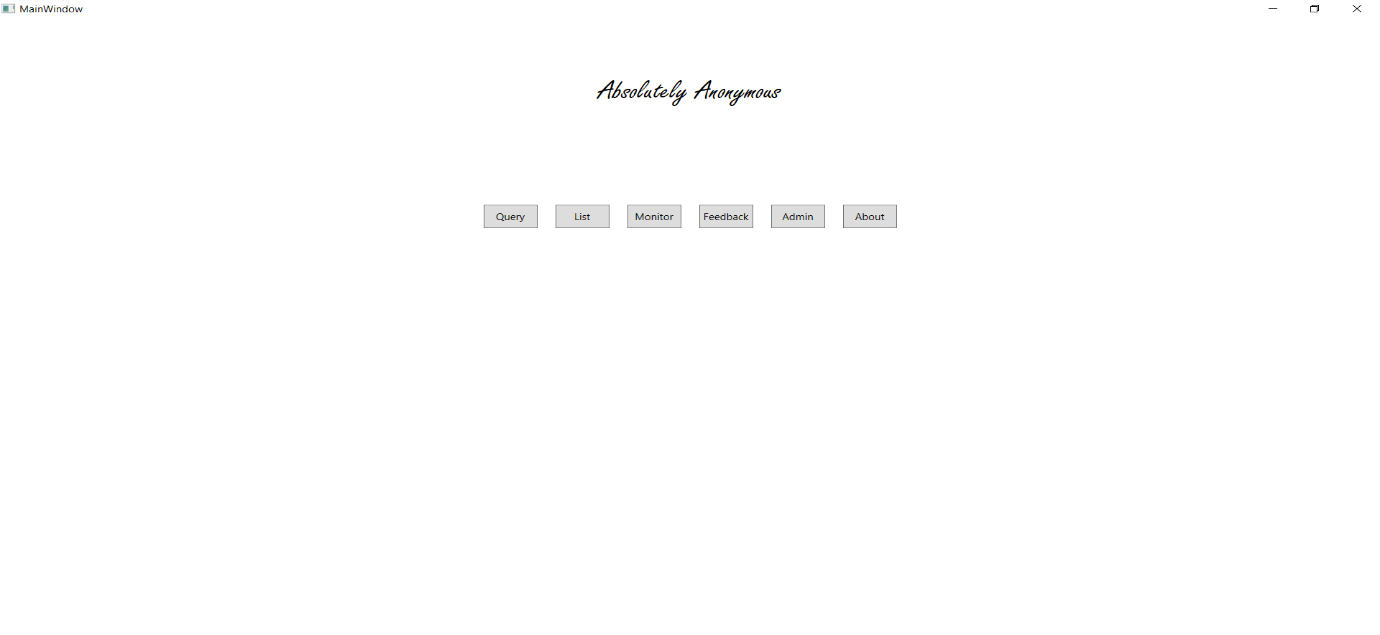 MainWindow
Absolutely Anonymous
Query List Monitor Feedback Admin About